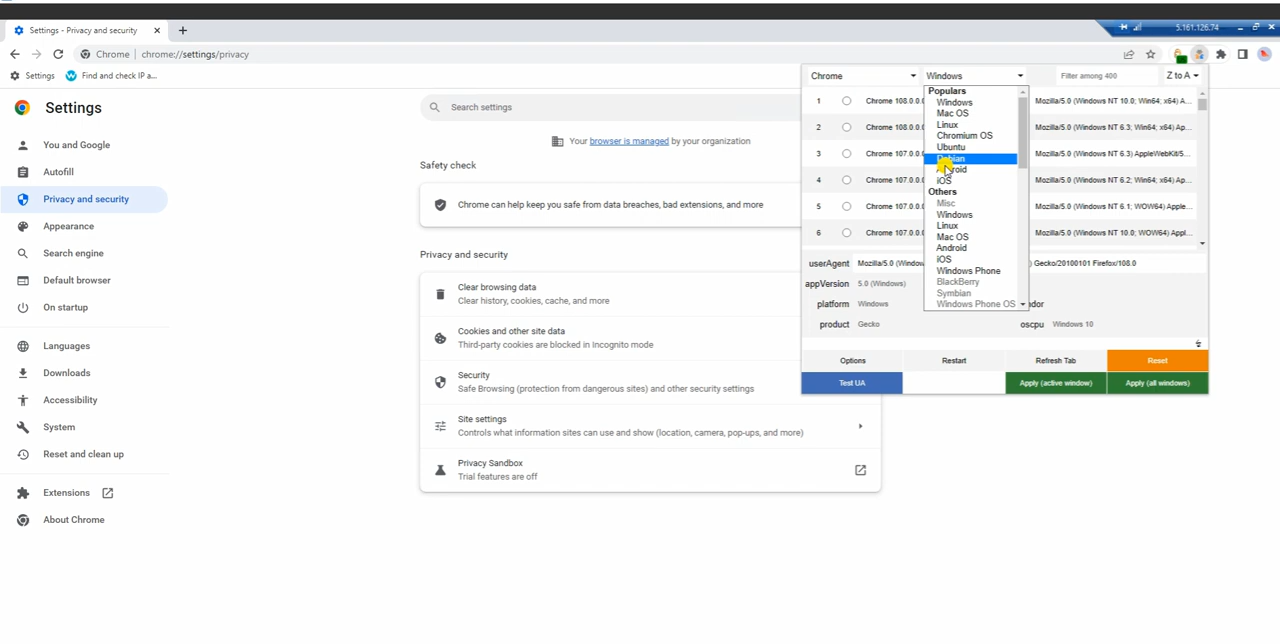 Settings - Privacy and security
5.161.126.74
Chrome
chrome://settings/privacy
Settings
Find and check IP a...
Settings
Search settings
You and Google
Autofill
Privacy and security
Appearance
Search engine
Default browser
On startup
Languages
Downloads
Accessibility
System
Reset and clean up
Extensions
About Chrome
Your browser is managed by your organization
Safety check
Chrome can help keep you safe from data breaches, bad extensions, and more
Privacy and security
Clear browsing data
Clear history, cookies, cache, and more
Cookies and other site data
Third-party cookies are blocked in Incognito mode
Security
Safe Browsing (protection from dangerous sites) and other security settings
Site settings
Controls what information sites can use and show (location, camera, pop-ups, and more)
Privacy Sandbox
Trial features are off
Chrome
Windows
Filter among 400
Z to A
1 Chrome 108.0.0.0 Mozilla/5.0 (Windows NT 10.0; Win64; x64) A...
2 Chrome 108.0.0. Mozilla/5.0 (Windows NT 6.3; Win64; x64) Ap...
3 Chrome 107.0.0. Mozilla/5.0 (Windows NT 6.3) AppleWebKit/5...
4 Chrome 107.0.0. Mozilla/5.0 (Windows NT 6.2; Win64; x64) Ap...
5 Chrome 107.0.0. Mozilla/5.0 (Windows NT 6.1; WOW64) Apple...
6 Chrome 107.0.0. Mozilla/5.0 (Windows NT 10.0; WOW64) Appl...
Populars
Windows
Mac OS
Linux
Chromium OS
Ubuntu
Debian
Android
iOS
Others
Misc
Windows
Linux
Mac OS
Android
iOS
Windows Phone
BlackBerry
Symbian
Windows Phone OS
userAgent Mozilla/5.0 (Window ) Gecko/20100101 Firefox/108.0
appVersion 5.0 (Windows)
platform Windows dor
product Gecko oscpu Windows 10
Options
Restart
Refresh Tab
Reset
Test UA
Apply (active window)
Apply (all windows)